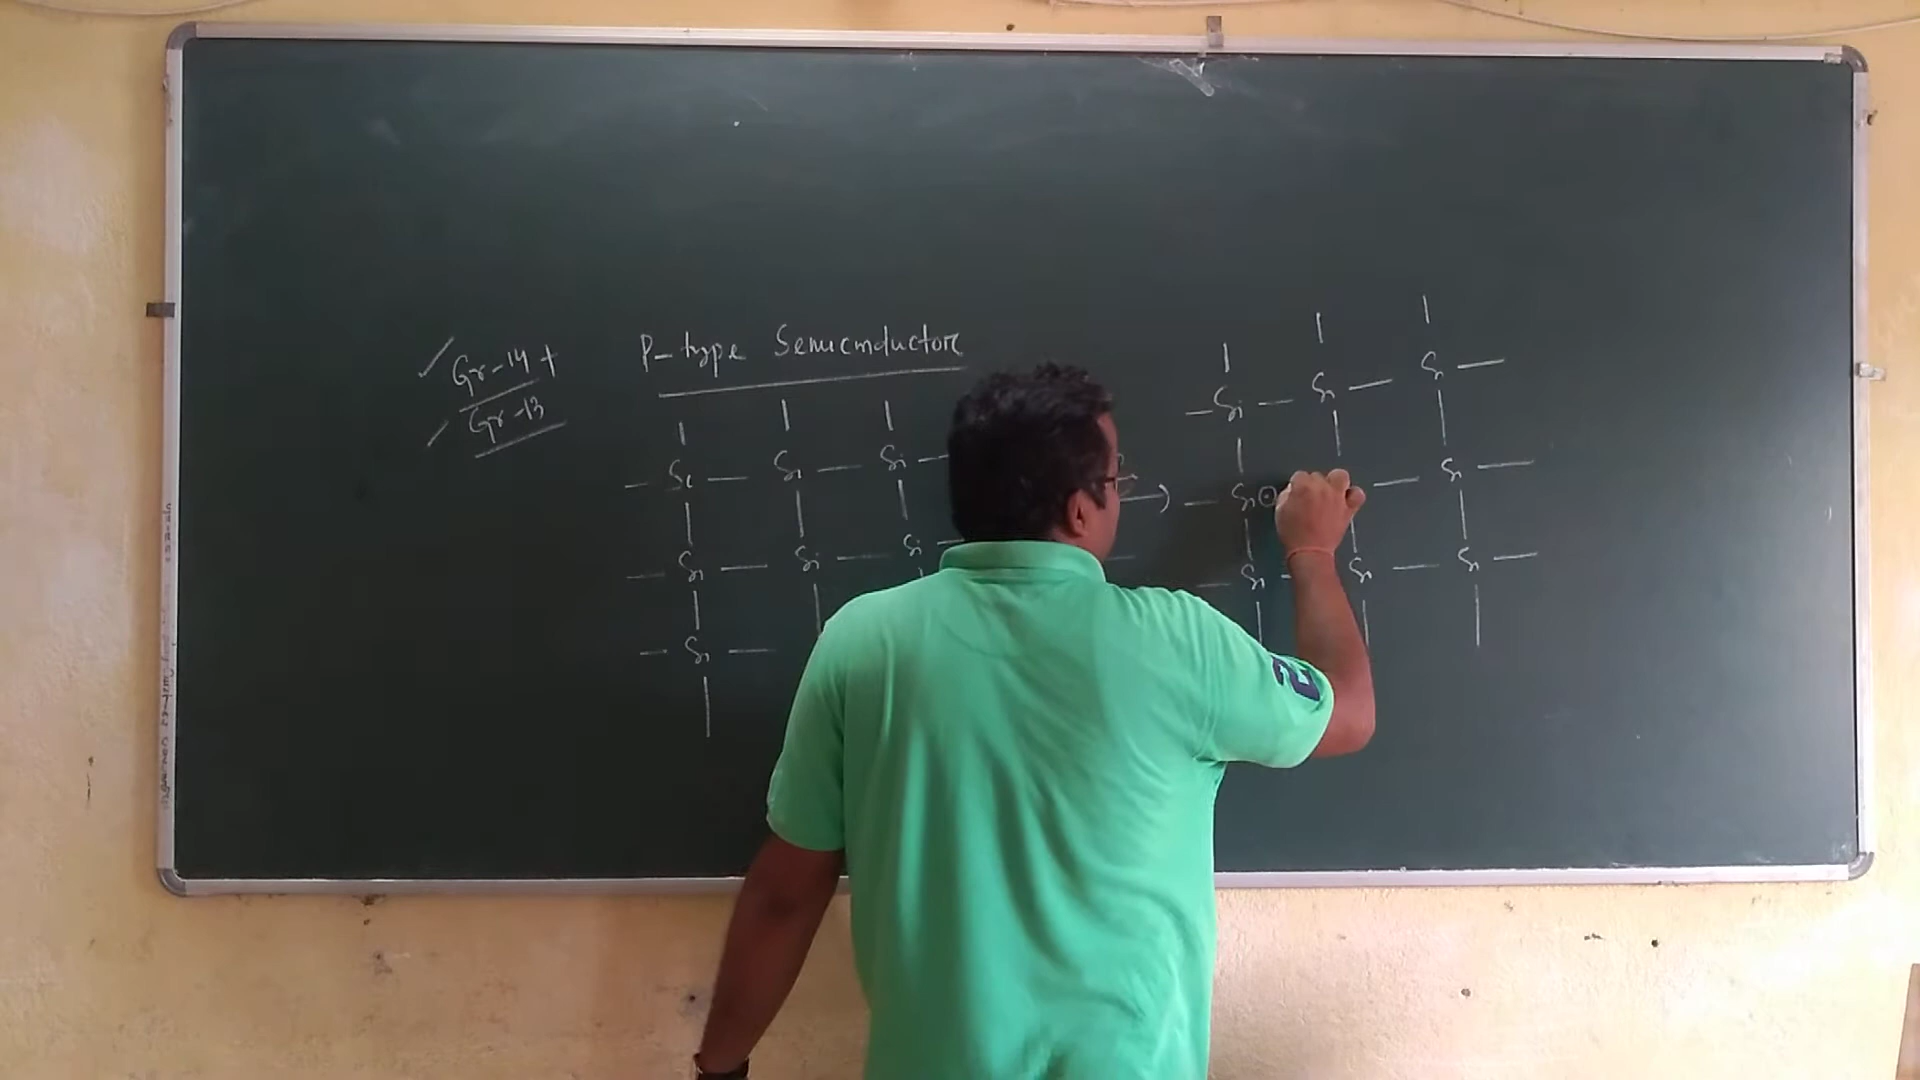 Gr-14 +
Gr-13
P-type Semiconductor
Si Si Si
Si Si Si
Si
Si Si Si
Si Si
Si Si Si
2